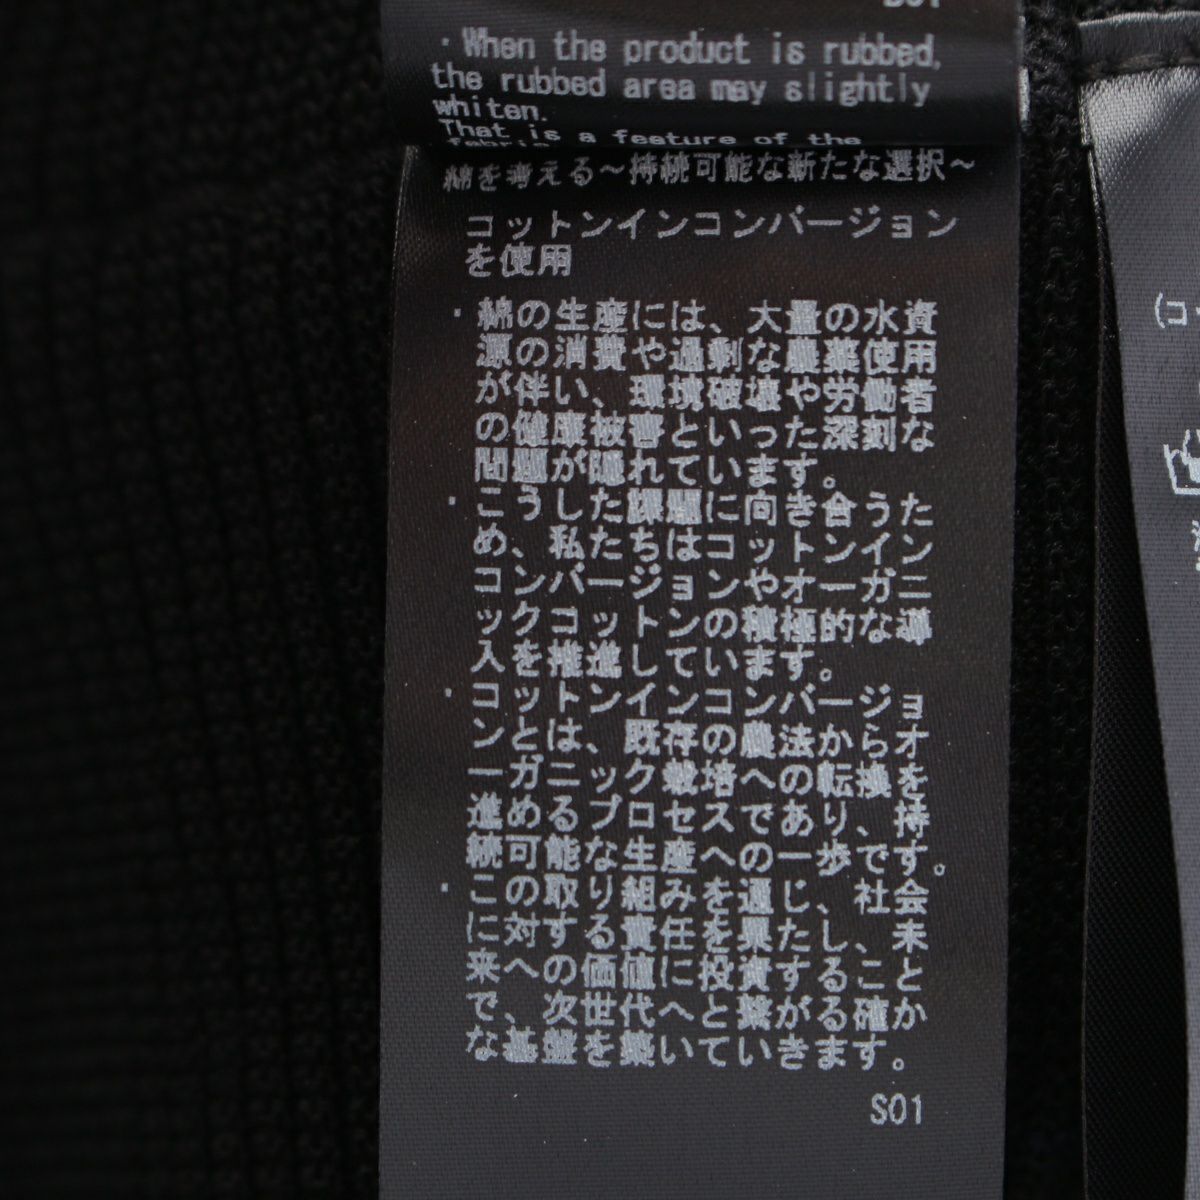 ・When the product is rubbed,
the rubbed area may slightly
whiten.
That is a feature of the
fabric
綿を考える～持続可能な新たな選択～
コットンインコンバージョン
を使用
・綿の生産には、大量の水資
源の消費や過剰な農薬使用
が伴い、環境破壊や労働者
の健康被害といった深刻な
問題が隠れています。
・こうした課題に向き合うた
め、私たちはコットンイン
コンバージョンやオーガニ
ックコットンの積極的な導
入を推進しています。
・コットンインコンバージョ
ンとは、既存の農法からオ
ーガニック栽培への転換を
進めるプロセスであり、持
続可能な生産への一歩です。
・この取り組みを通じ、社会
に対する責任を果たし、未
来への価値に投資すること
で、次世代へと繋がる確か
な基盤を築いていきます。
S01
(コ